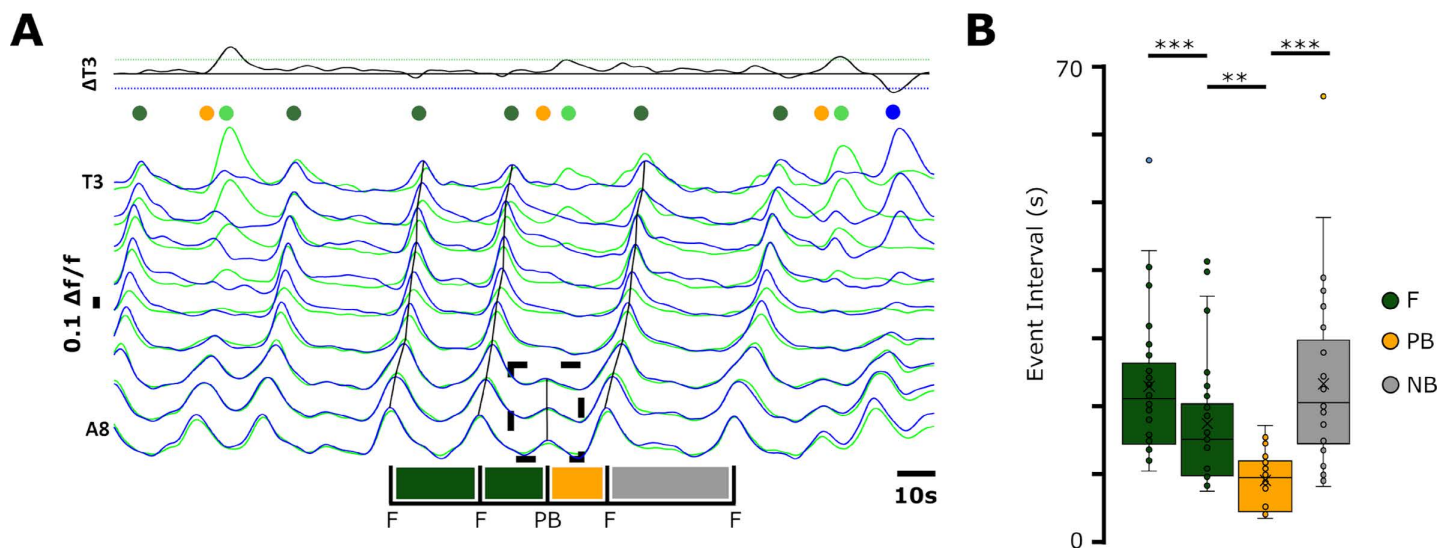 A
ΔT3
T3
0.1 Δf/f
A8
10s
F F PB F F
B
Event Interval (s)
70
0
***
**
***
F
PB
NB